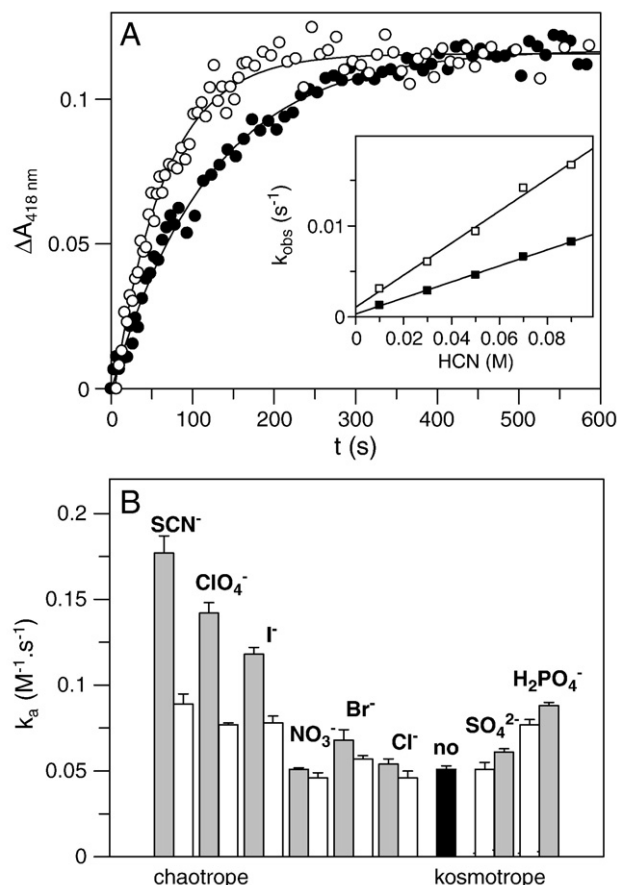 A
0.1
0.05
0
ΔA418 nm
0 100 200 300 400 500 600
t (s)
0.01
0
kobs (s-1)
0.02 0.04 0.06 0.08
HCN (M)
B
0.2
0.15
0.1
0.05
0
ka (M-1.s-1)
SCN-
ClO4-
I-
NO3-
Br-
Cl-
no
SO42-
H2PO4-
chaotrope kosmotrope